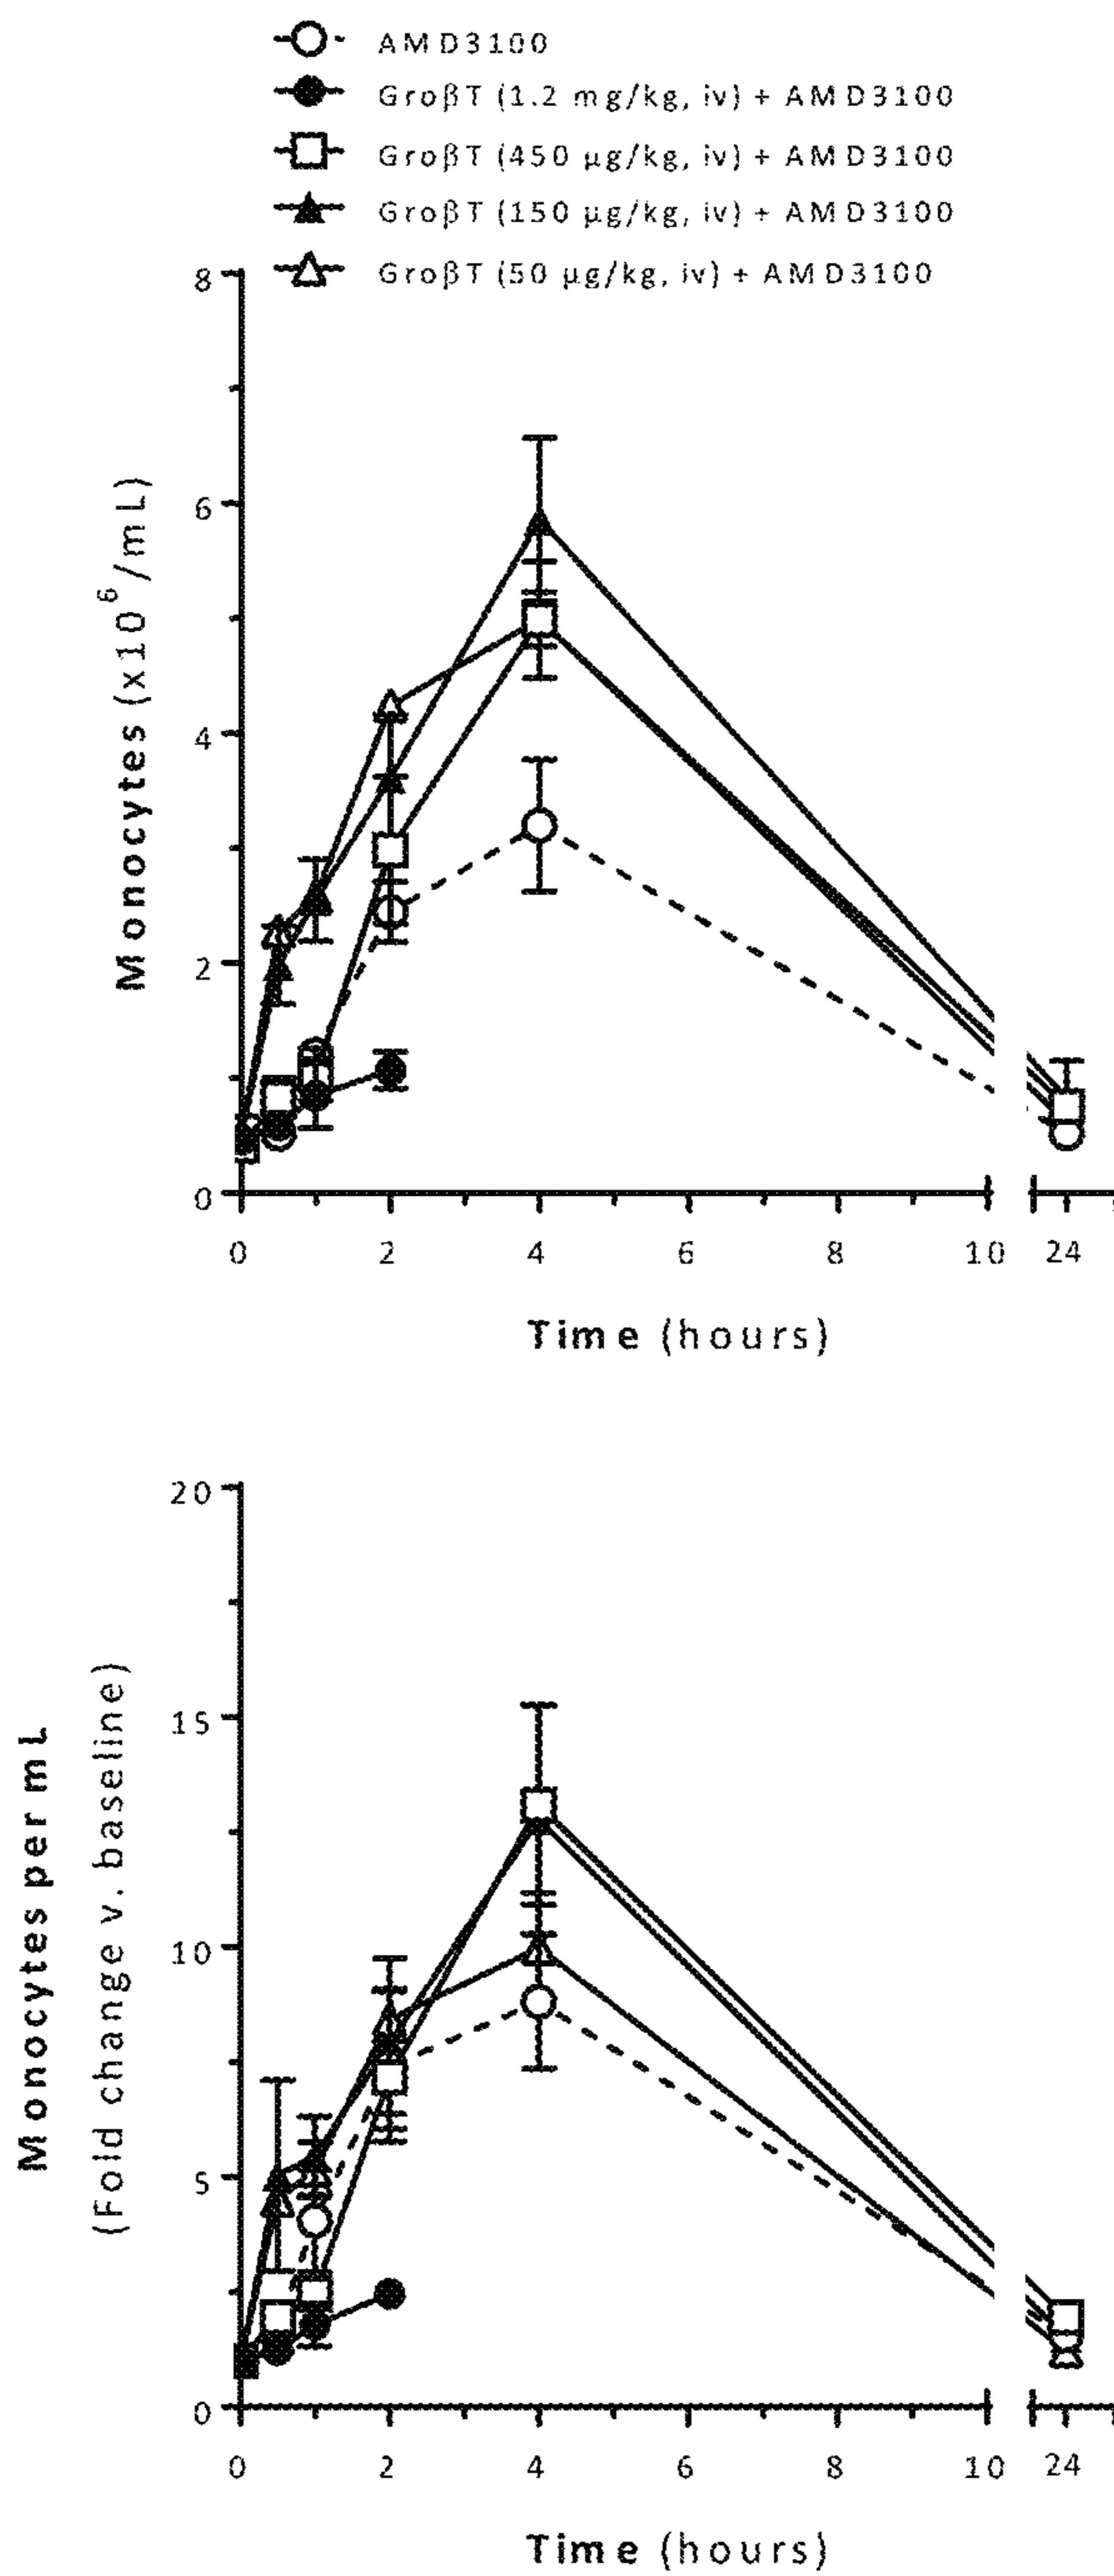 AMD3100
GroβT (1.2 mg/kg, iv) + AMD3100
GroβT (450 μg/kg, iv) + AMD3100
GroβT (150 μg/kg, iv) + AMD3100
GroβT (50 μg/kg, iv) + AMD3100
8
6
4
2
0
Monocytes (x10⁶/mL)
0 2 4 6 8 10 24
Time (hours)
20
15
10
5
0
Monocytes per mL
(Fold change v. baseline)
0 2 4 6 8 10 24
Time (hours)